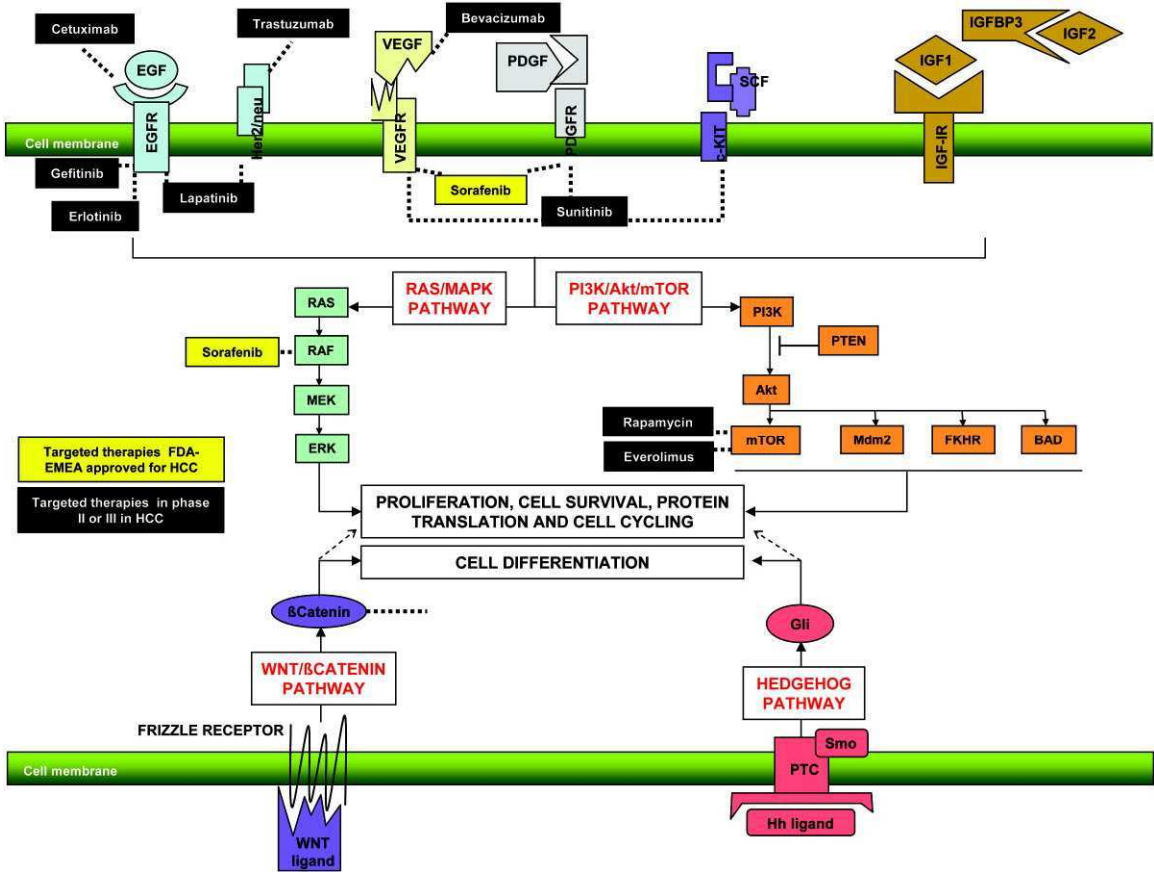 Cetuximab
Trastuzumab
Bevacizumab
IGFBP3
IGF2
VEGF
EGF
PDGF
IGF1
SCF
EGFR
Her2/neu
VEGFR
PDGFR
c-KIT
IGF-IR
Cell membrane
Gefitinib
Lapatinib
Sorafenib
Erlotinib
Sunitinib
RAS/MAPK
PATHWAY
PI3K/Akt/mTOR
PATHWAY
RAS
PI3K
Sorafenib
RAF
PTEN
MEK
Akt
Rapamycin
Everolimus
mTOR
Mdm2
FKHR
BAD
ERK
Targeted therapies FDA-
EMEA approved for HCC
Targeted therapies in phase
II or III in HCC
PROLIFERATION, CELL SURVIVAL, PROTEIN
TRANSLATION AND CELL CYCLING
CELL DIFFERENTIATION
ßCatenin
Gli
WNT/ßCATENIN
PATHWAY
HEDGEHOG
PATHWAY
FRIZZLE RECEPTOR
Smo
Cell membrane
PTC
Hh ligand
WNT
ligand